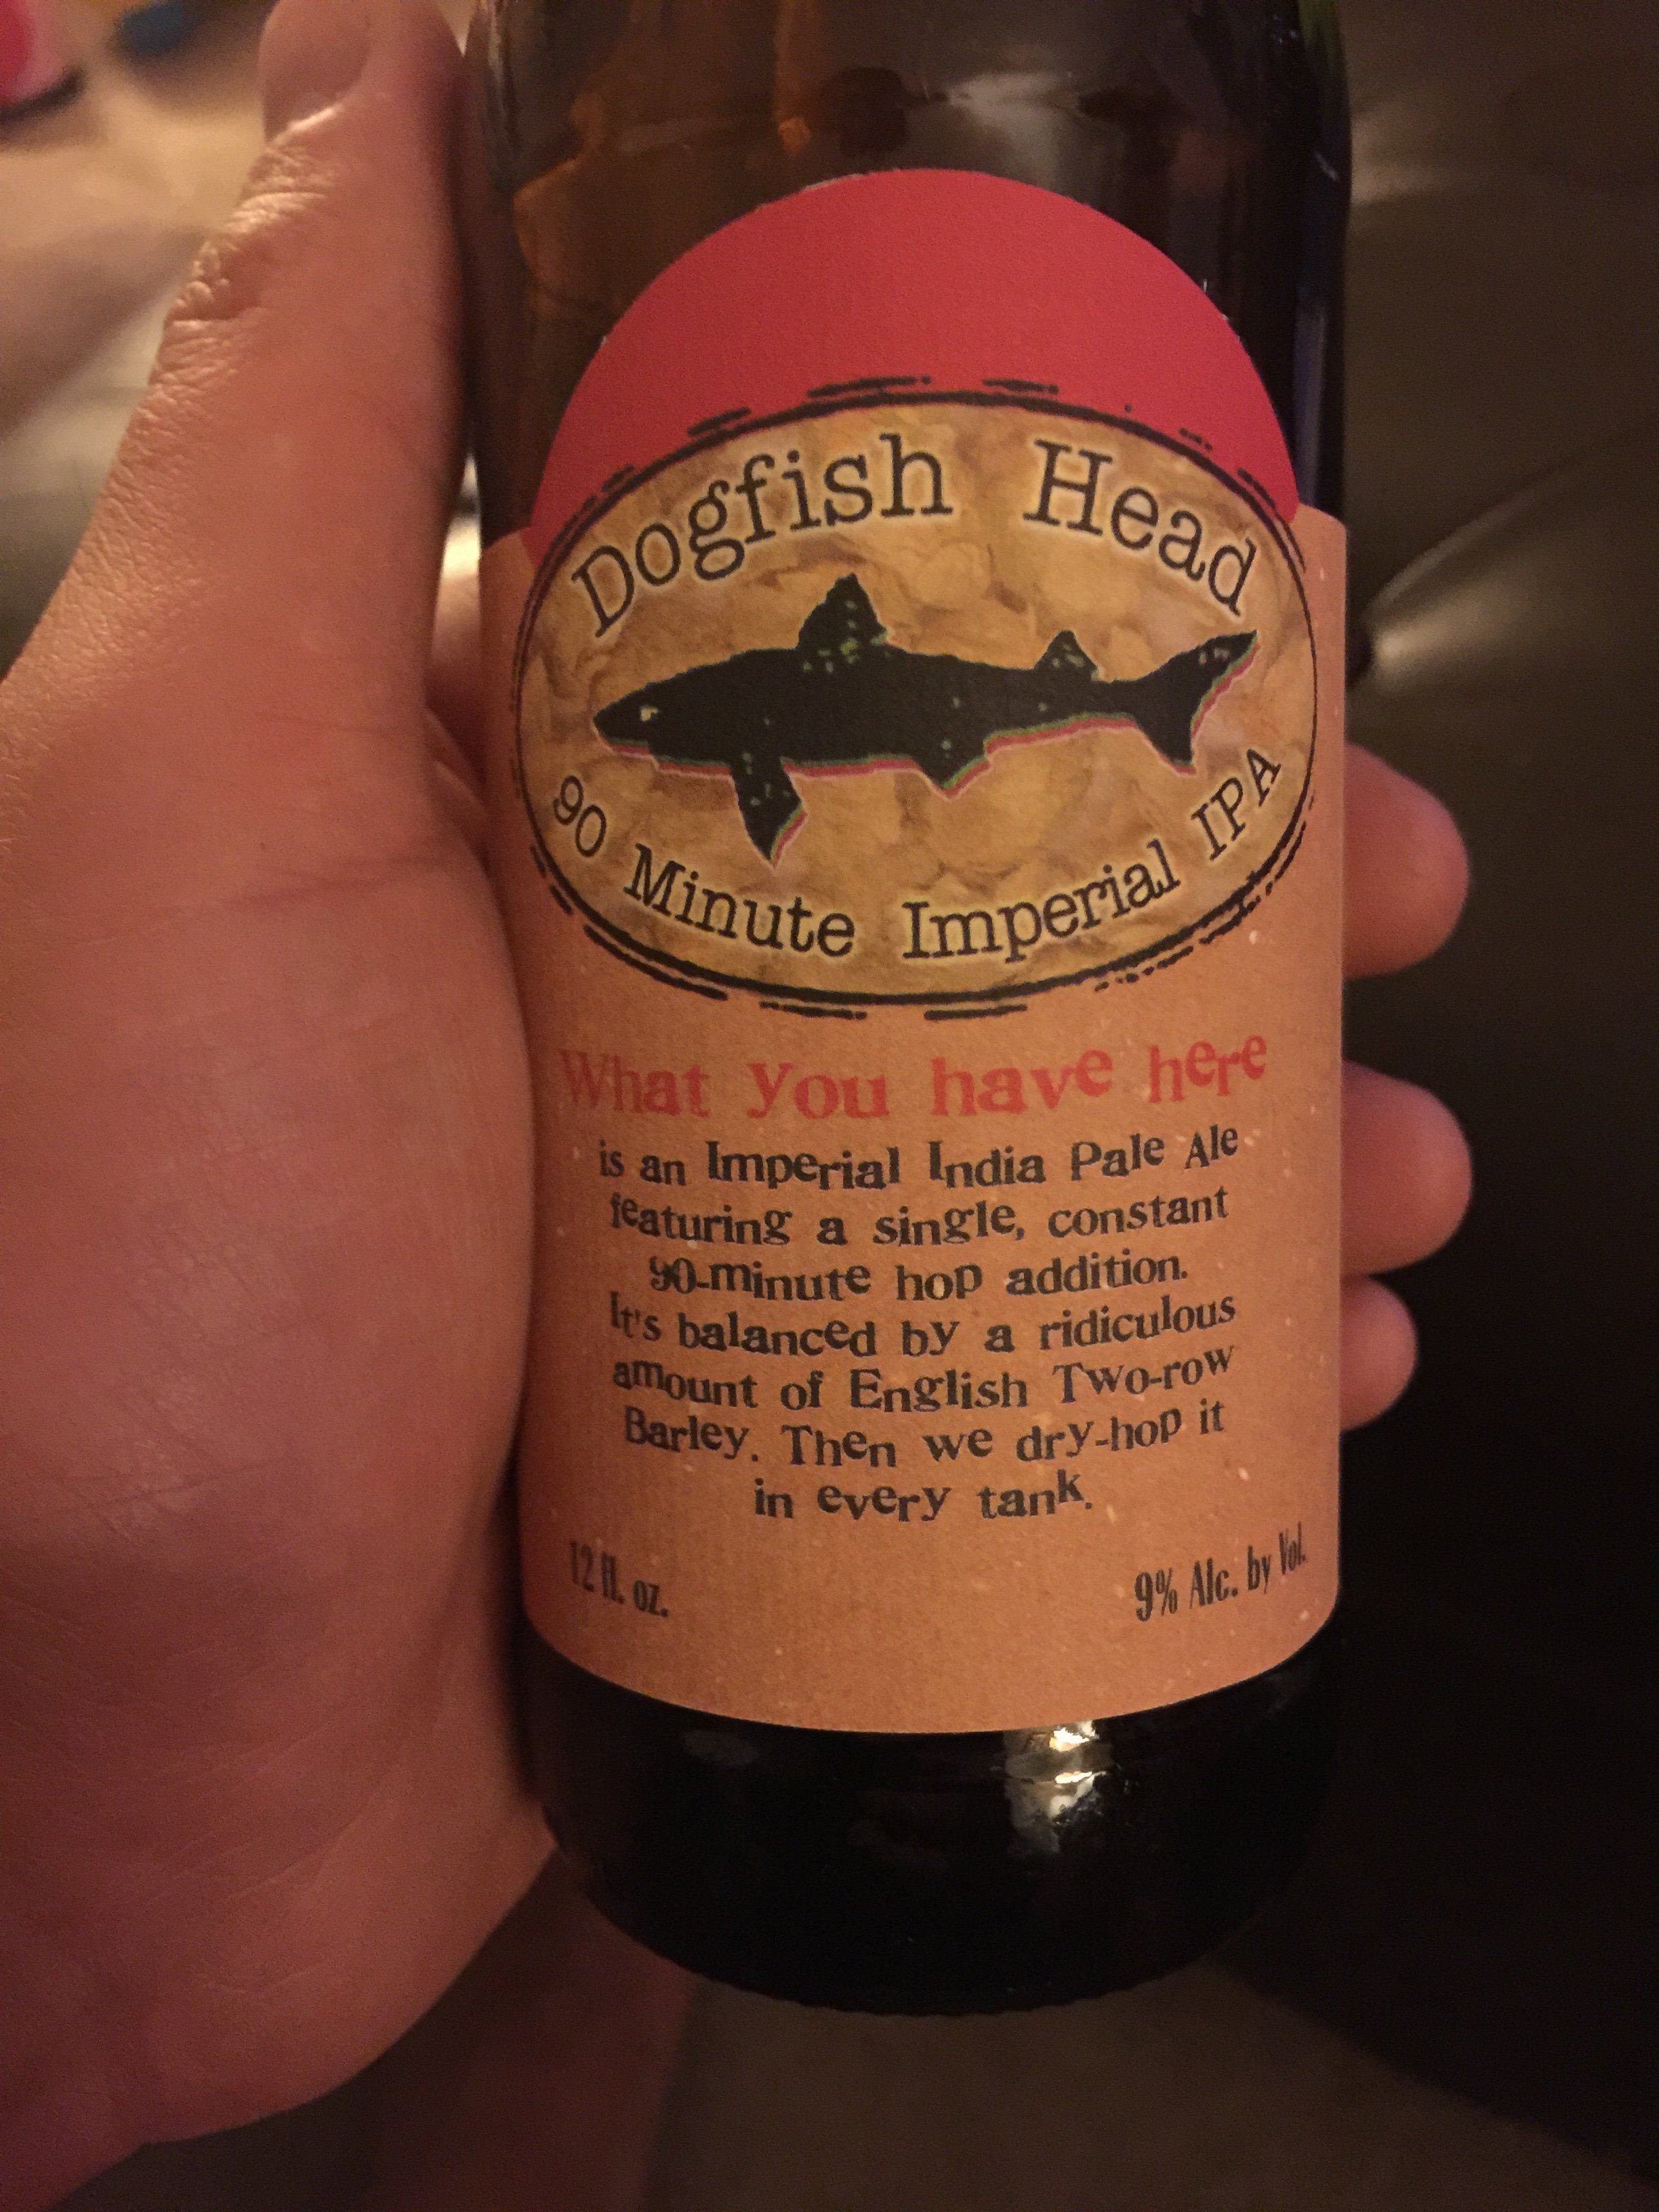 Dogfish Head
90 Minute Imperial IPA
What you have here
is an Imperial India Pale Ale
featuring a single, constant
90-minute hop addition.
It's balanced by a ridiculous
amount of English Two-row
Barley. Then we dry-hop it
in every tank.
12 fl. oz.
9% Alc. by Vol.